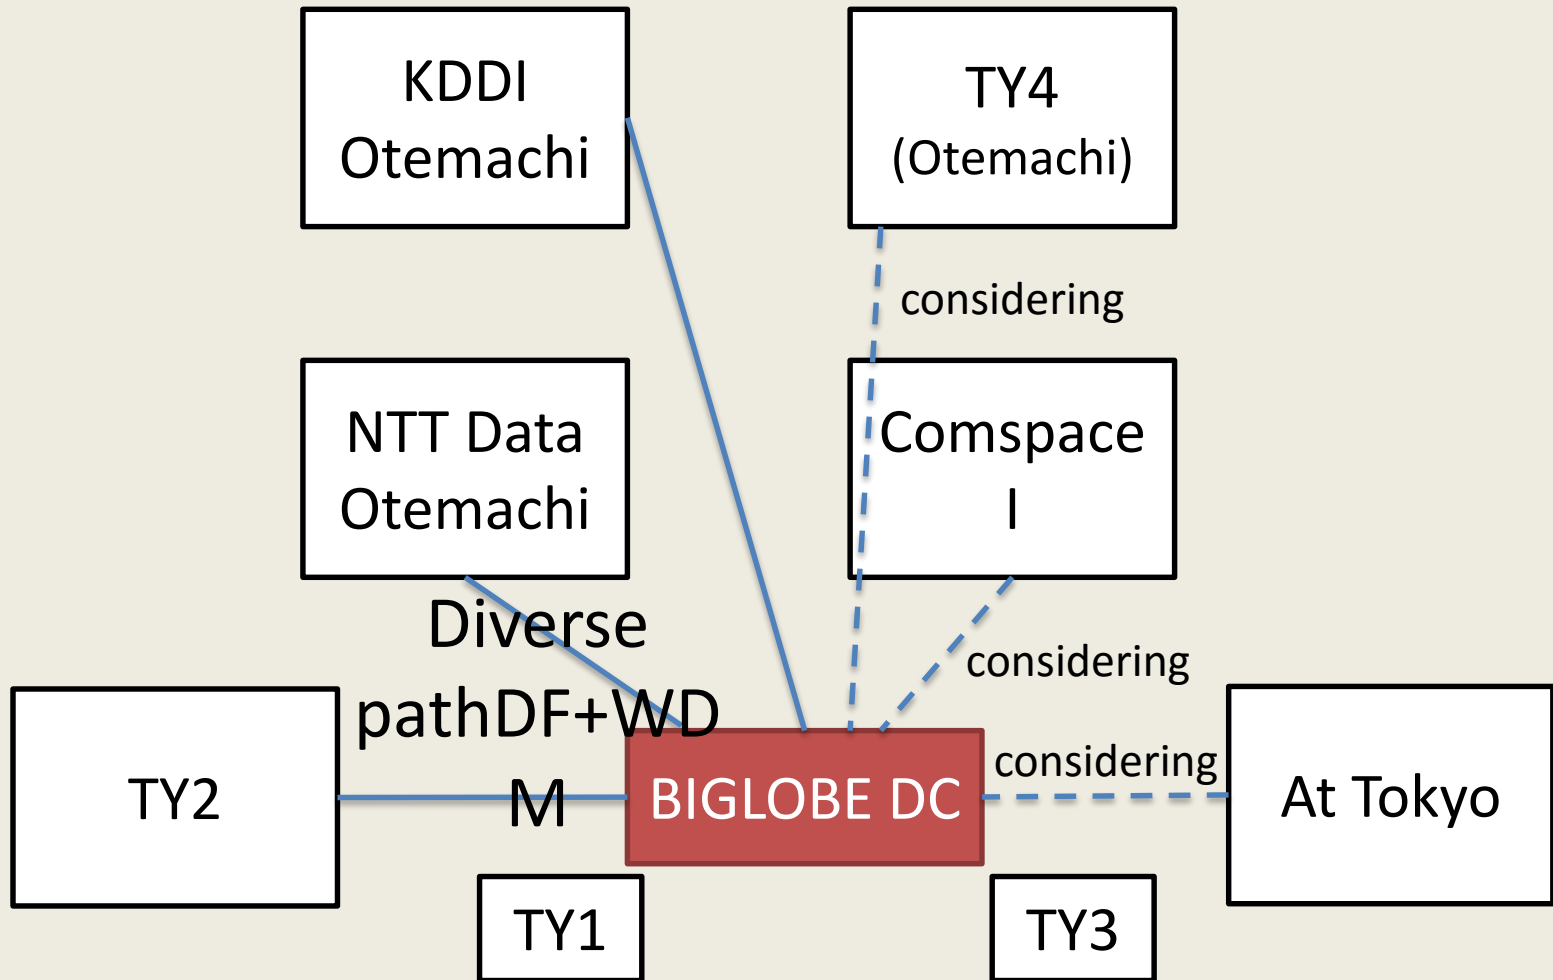 KDDI
Otemachi
TY4
(Otemachi)
considering
NTT Data
Otemachi
Comspace
I
Diverse
pathDF+WD
M
considering
TY2
BIGLOBE DC
considering
At Tokyo
TY1
TY3